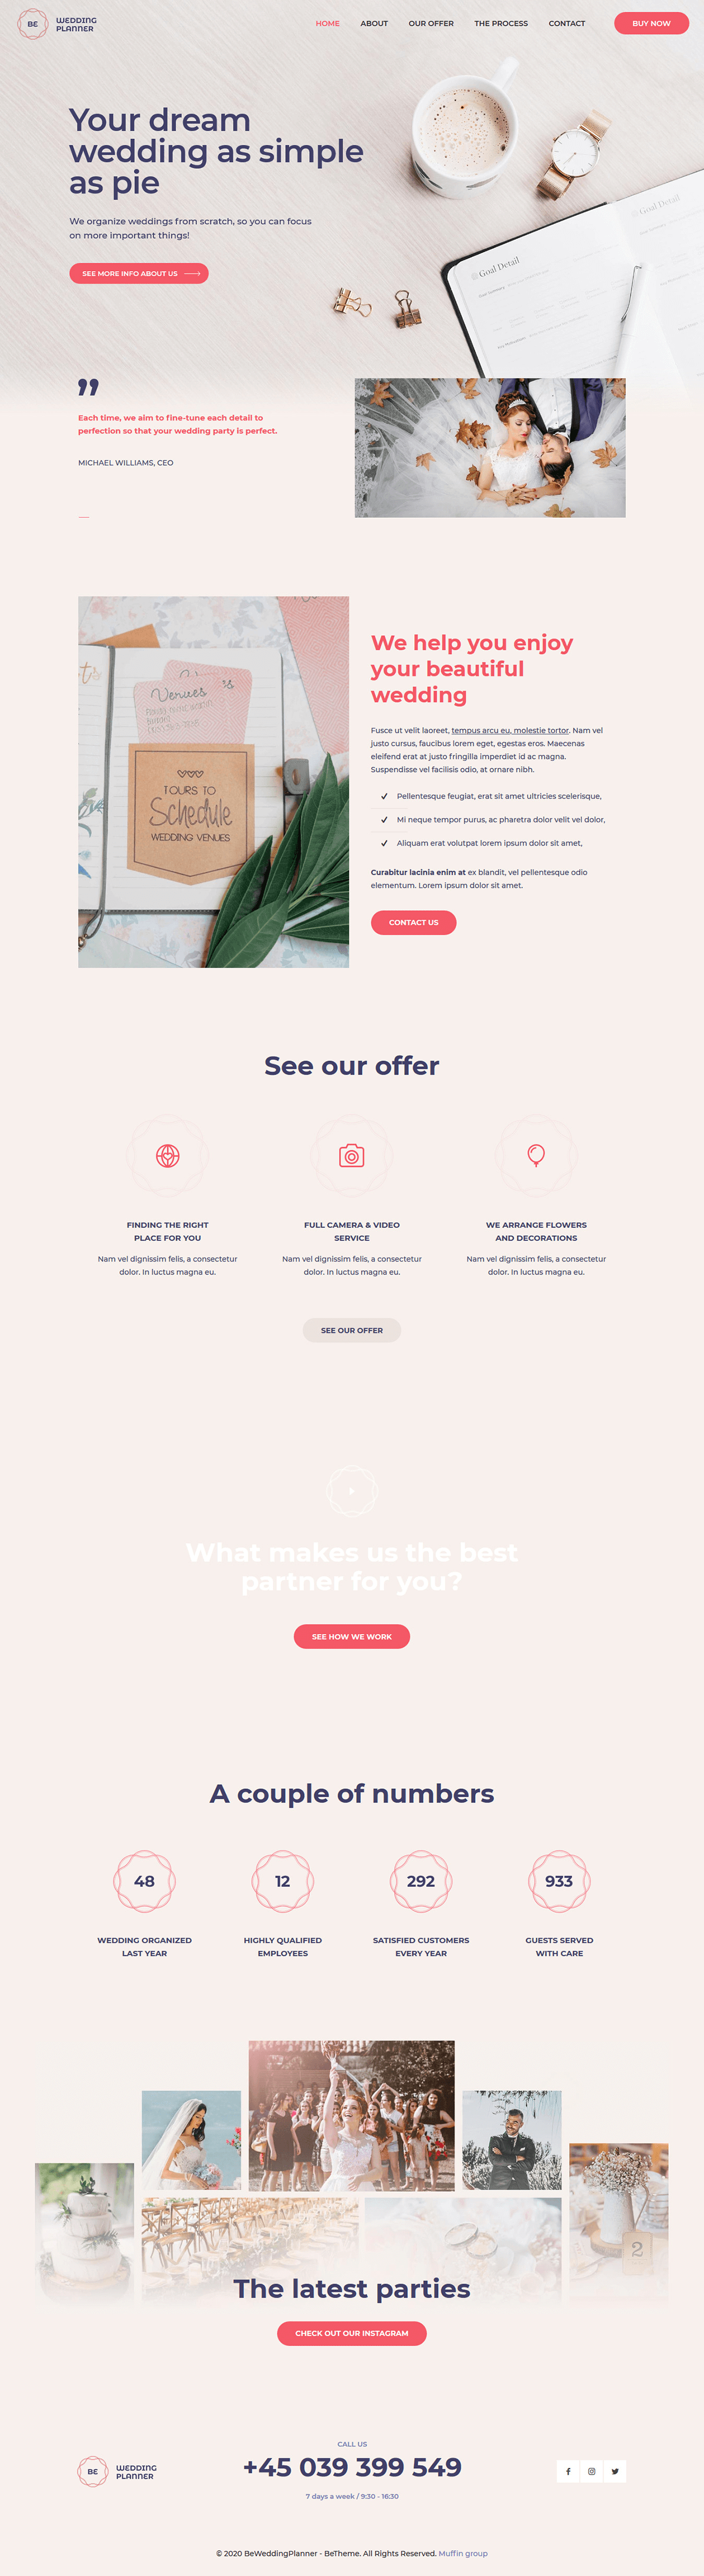 BE
WEDDING
PLANNER
HOME ABOUT OUR OFFER THE PROCESS CONTACT BUY NOW
Your dream
wedding as simple
as pie
We organize weddings from scratch, so you can focus
on more important things!
SEE MORE INFO ABOUT US
Goal Detail
Goal Detail
”
Each time, we aim to fine-tune each detail to
perfection so that your wedding party is perfect.
MICHAEL WILLIAMS, CEO
Venues
TOURS TO
Schedule
WEDDING VENUES
We help you enjoy
your beautiful
wedding
Fusce ut velit laoreet, tempus arcu eu, molestie tortor. Nam vel
justo cursus, faucibus lorem eget, egestas eros. Maecenas
eleifend erat at justo fringilla imperdiet id ac magna.
Suspendisse vel facilisis odio, at ornare nibh.
Pellentesque feugiat, erat sit amet ultricies scelerisque,
Mi neque tempor purus, ac pharetra dolor velit vel dolor,
Aliquam erat volutpat lorem ipsum dolor sit amet,
Curabitur lacinia enim at ex blandit, vel pellentesque odio
elementum. Lorem ipsum dolor sit amet.
CONTACT US
See our offer
FINDING THE RIGHT
PLACE FOR YOU
Nam vel dignissim felis, a consectetur
dolor. In luctus magna eu.
FULL CAMERA & VIDEO
SERVICE
Nam vel dignissim felis, a consectetur
dolor. In luctus magna eu.
WE ARRANGE FLOWERS
AND DECORATIONS
Nam vel dignissim felis, a consectetur
dolor. In luctus magna eu.
SEE OUR OFFER
What makes us the best
partner for you?
SEE HOW WE WORK
A couple of numbers
48
WEDDING ORGANIZED
LAST YEAR
12
HIGHLY QUALIFIED
EMPLOYEES
292
SATISFIED CUSTOMERS
EVERY YEAR
933
GUESTS SERVED
WITH CARE
2
The latest parties
CHECK OUT OUR INSTAGRAM
BE
WEDDING
PLANNER
CALL US
+45 039 399 549
7 days a week / 9:30 - 16:30
© 2020 BeWeddingPlanner - BeTheme. All Rights Reserved. Muffin group